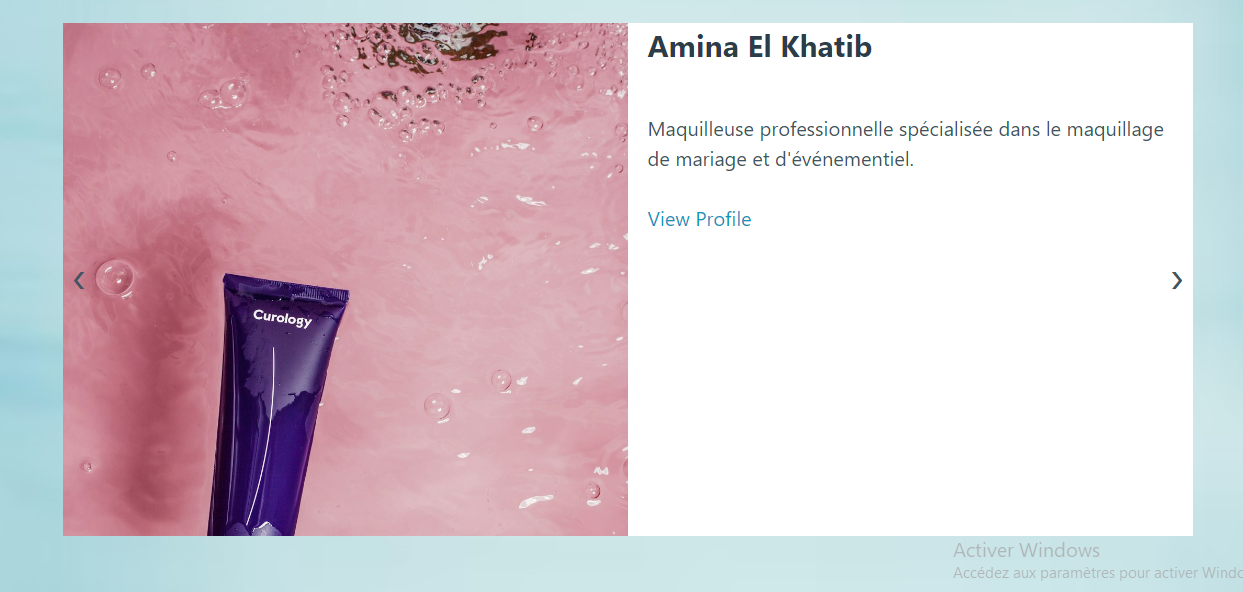 Amina El Khatib
Maquilleuse professionnelle spécialisée dans le maquillage
de mariage et d'événementiel.
View Profile
Curology
Activer Windows
Accédez aux paramètres pour activer Windo